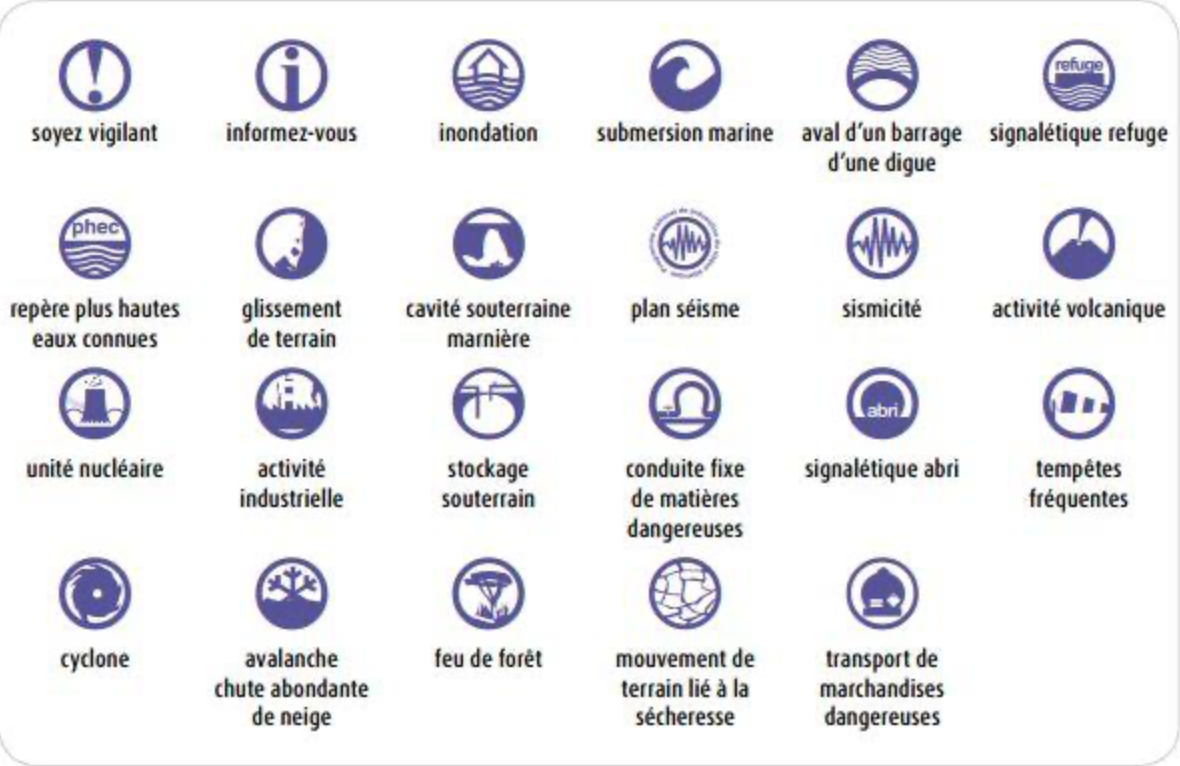 soyez vigilant
informez-vous
inondation
submersion marine
aval d'un barrage
d'une digue
refuge
signalétique refuge
phec
repère plus hautes
eaux connues
glissement
de terrain
cavité souterraine
marnière
plan séisme
sismicité
activité volcanique
unité nucléaire
activité
industrielle
stockage
souterrain
conduite fixe
de matières
dangereuses
abri
signalétique abri
tempêtes
fréquentes
cyclone
avalanche
chute abondante
de neige
feu de forêt
mouvement de
terrain lié à la
sécheresse
transport de
marchandises
dangereuses